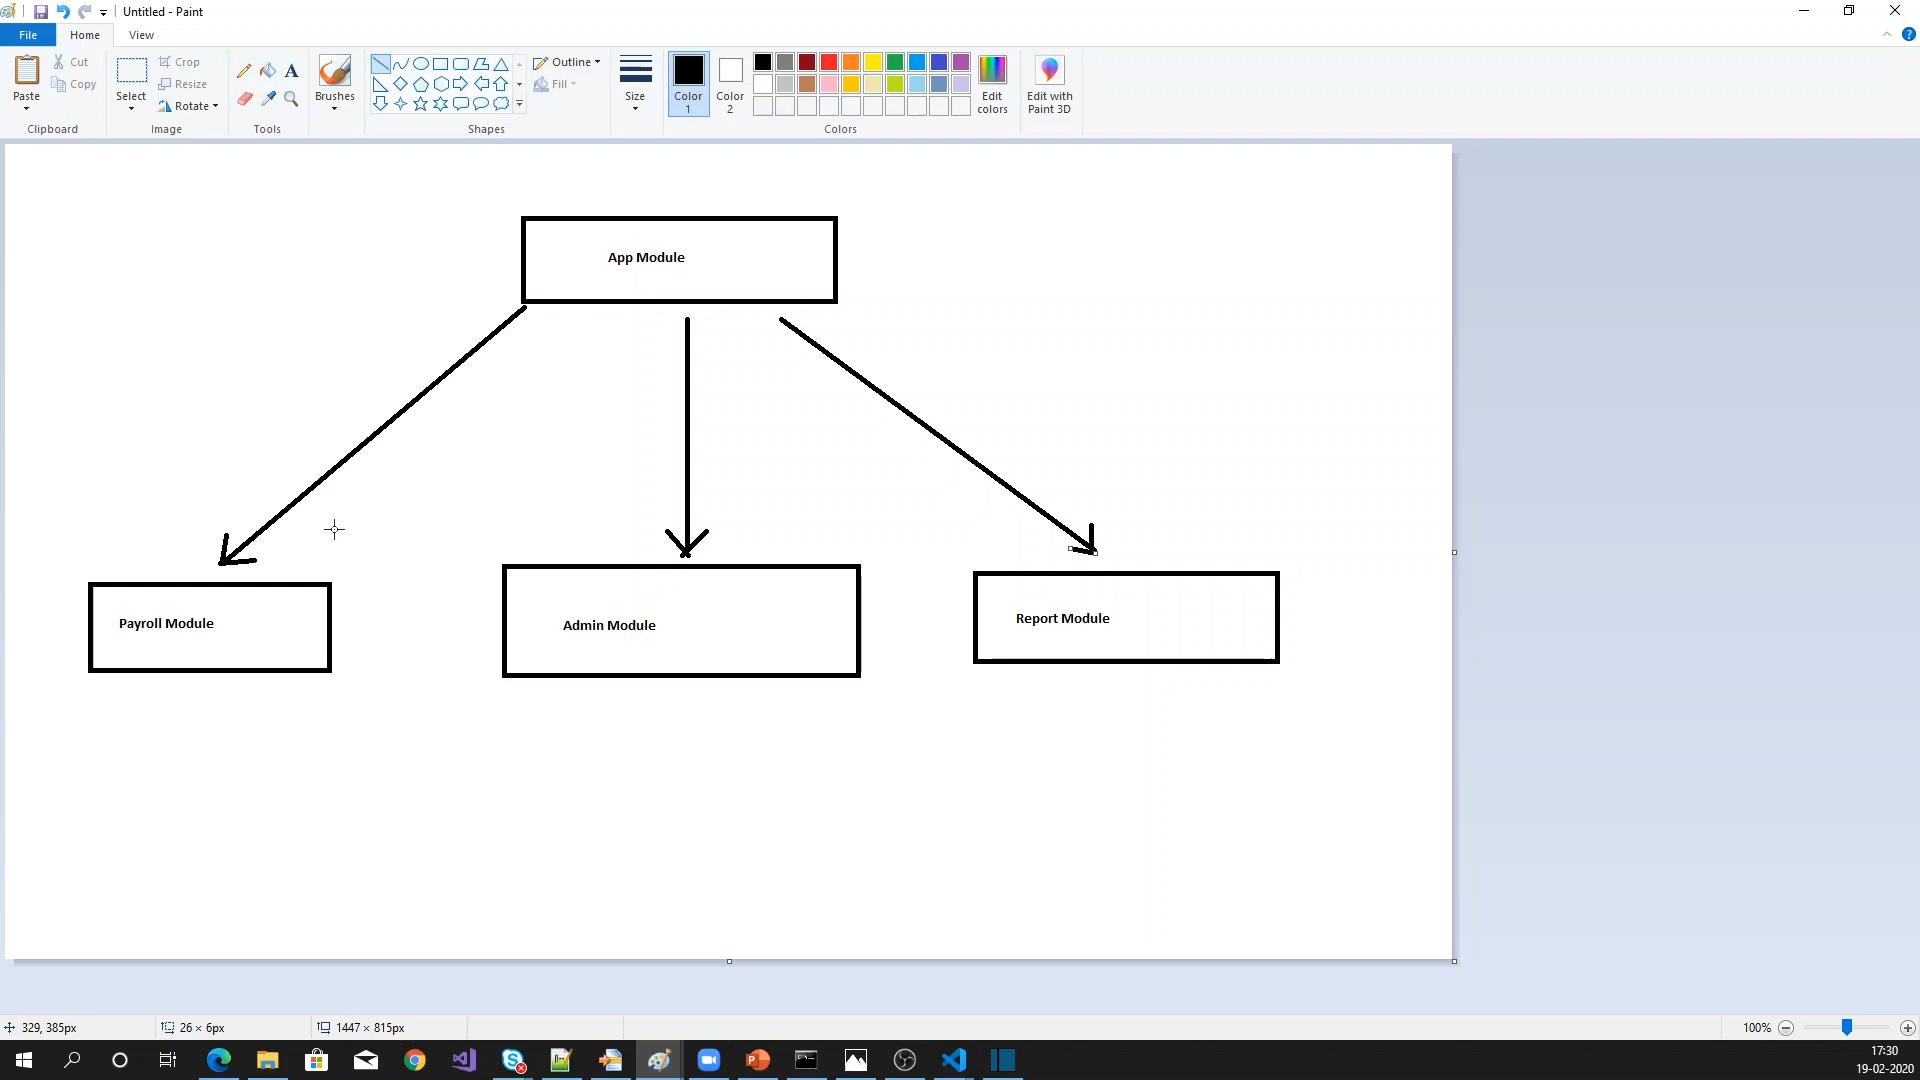 Untitled - Paint
File Home View
Paste
Cut
Copy
Clipboard
Select
Crop
Resize
Rotate
Image
Tools
Brushes
Outline
Fill
Shapes
Size
Color 1
Color 2
Edit colors
Colors
Edit with Paint 3D
App Module
Payroll Module
Admin Module
Report Module
329, 385px
26 × 6px
1447 × 815px
100%
17:30
19-02-2020